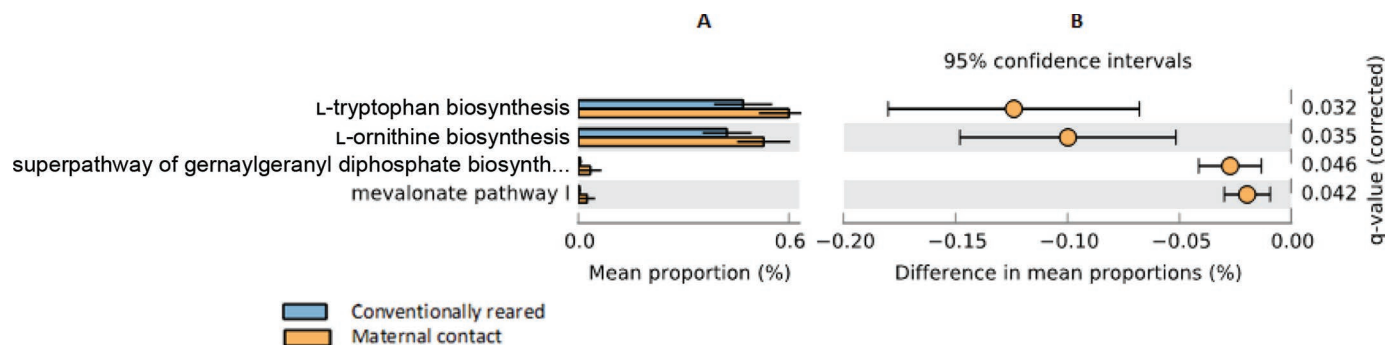 A B
95% confidence intervals
L-tryptophan biosynthesis 0.032
L-ornithine biosynthesis 0.035
superpathway of gernaylgeranyl diphosphate biosynth... 0.046
mevalonate pathway I 0.042
q-value (corrected)
0.0 0.6 −0.20 −0.15 −0.10 −0.05 0.00
Mean proportion (%) Difference in mean proportions (%)
Conventionally reared
Maternal contact